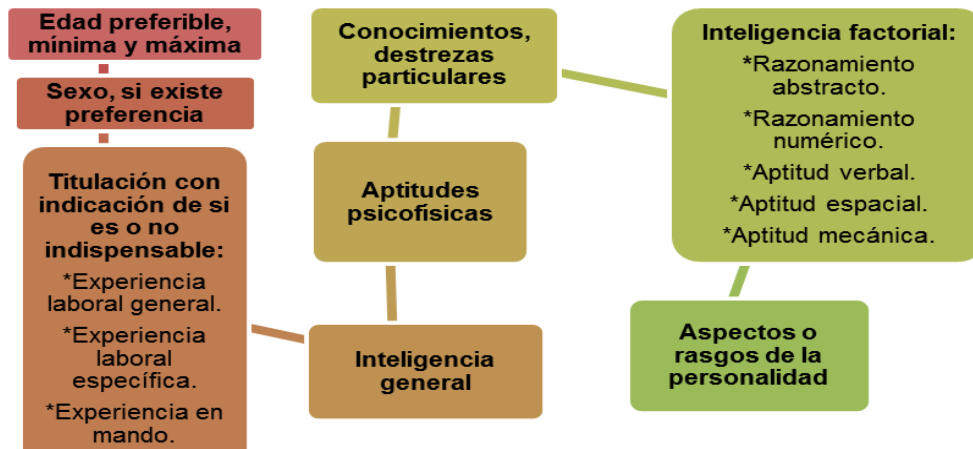 Edad preferible,
mínima y máxima
Sexo, si existe
preferencia
Titulación con
indicación de si
es o no
indispensable:
*Experiencia
laboral general.
*Experiencia
laboral
específica.
*Experiencia en
mando.
Inteligencia
general
Aptitudes
psicofísicas
Conocimientos,
destrezas
particulares
Inteligencia factorial:
*Razonamiento
abstracto.
*Razonamiento
numérico.
*Aptitud verbal.
*Aptitud espacial.
*Aptitud mecánica.
Aspectos o
rasgos de la
personalidad